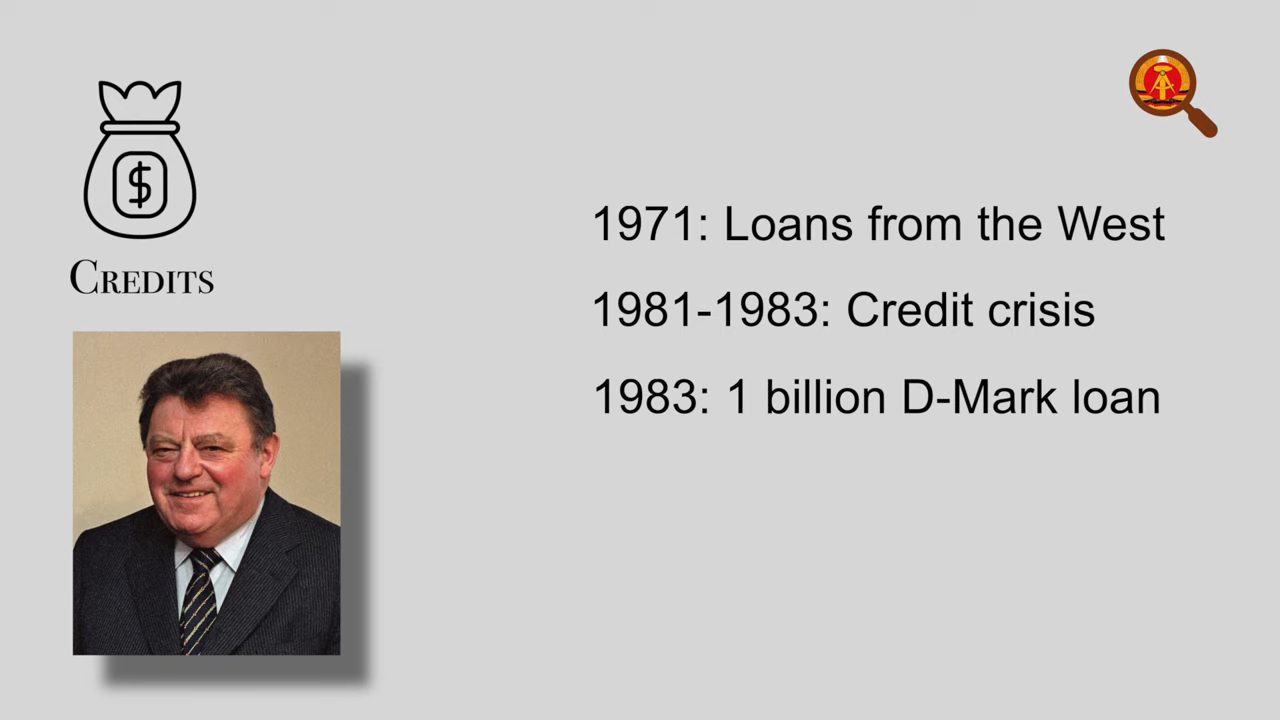 $
CREDITS
1971: Loans from the West
1981-1983: Credit crisis
1983: 1 billion D-Mark loan